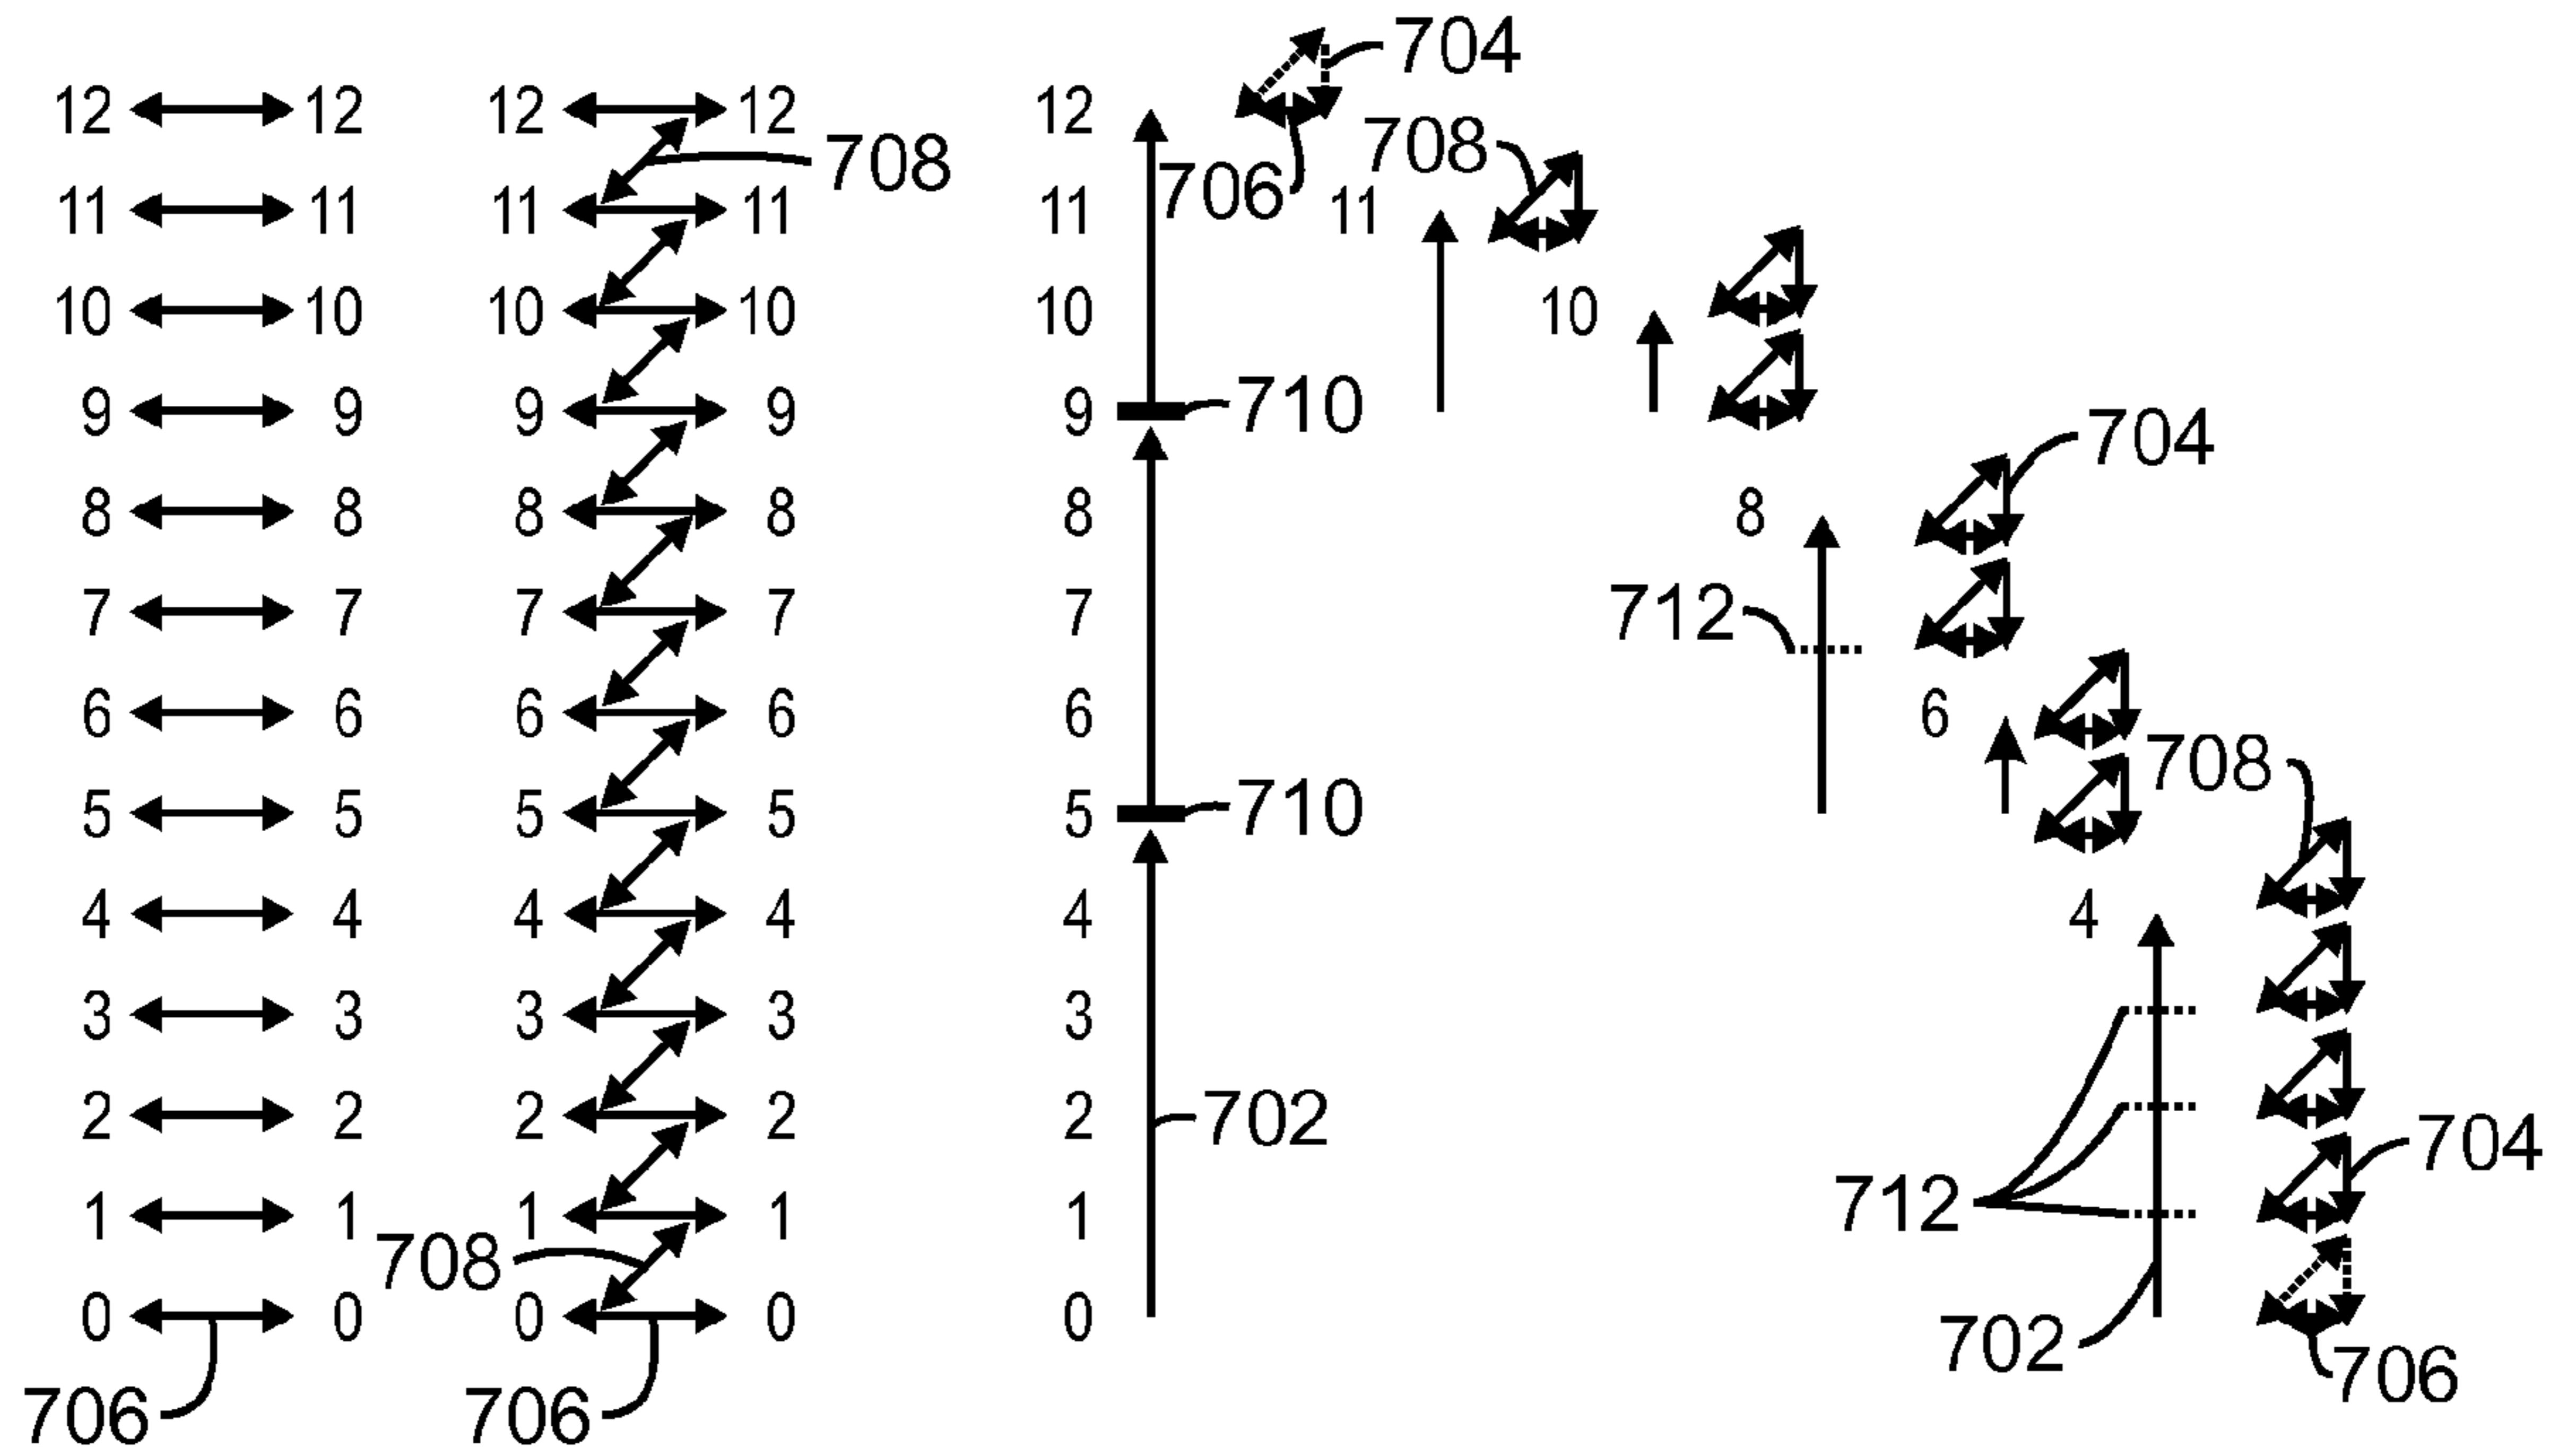 704
12 12 12 12 12
708 708
706
11 11 11 11 11 11
10 10 10 10 10 10
9 9 9 9 9 710
704
8 8 8 8 8 8
7 7 7 7 7 712
6 6 6 6 6 6
708
5 5 5 5 5 710
4 4 4 4 4 4
3 3 3 3 3
2 2 2 2 2 702
704
1 1 1 1 1 712
708
0 0 0 0 0
702 706
706 706